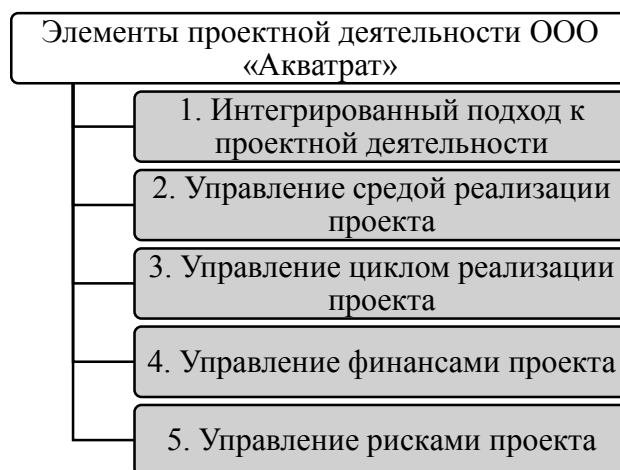 Элементы проектной деятельности ООО
«Акватрат»
1. Интегрированный подход к
проектной деятельности
2. Управление средой реализации
проекта
3. Управление циклом реализации
проекта
4. Управление финансами проекта
5. Управление рисками проекта